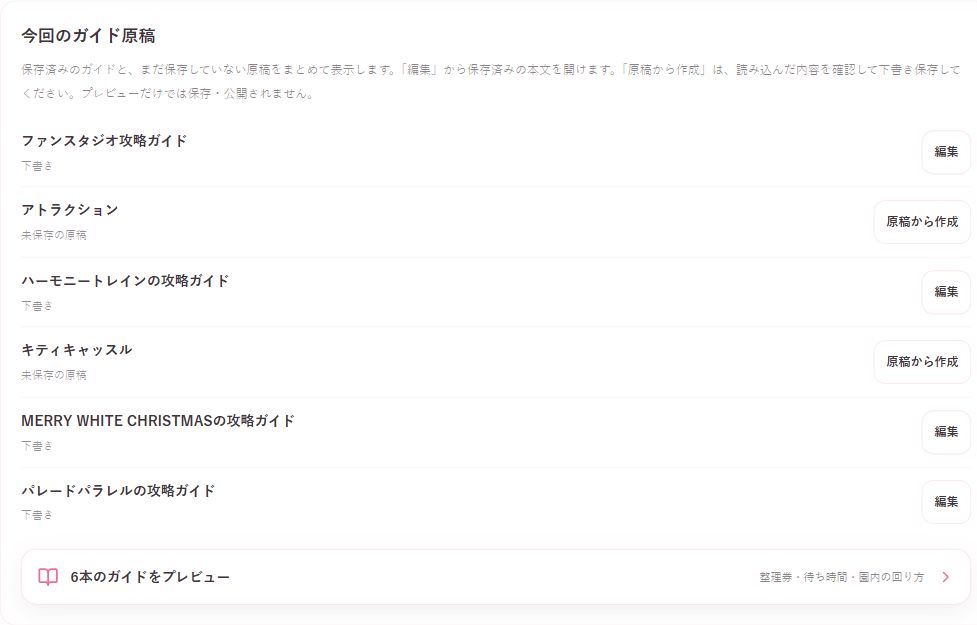 今回のガイド原稿
保存済みのガイドと、まだ保存していない原稿をまとめて表示します。「編集」から保存済みの本文を開けます。「原稿から作成」は、読み込んだ内容を確認して下書き保存して
ください。プレビューだけでは保存・公開されません。
ファンスタジオ攻略ガイド
下書き
編集
アトラクション
未保存の原稿
原稿から作成
ハーモニートレインの攻略ガイド
下書き
編集
キティキャッスル
未保存の原稿
原稿から作成
MERRY WHITE CHRISTMASの攻略ガイド
下書き
編集
パレードパラレルの攻略ガイド
下書き
編集
6本のガイドをプレビュー
整理券・待ち時間・園内の回り方